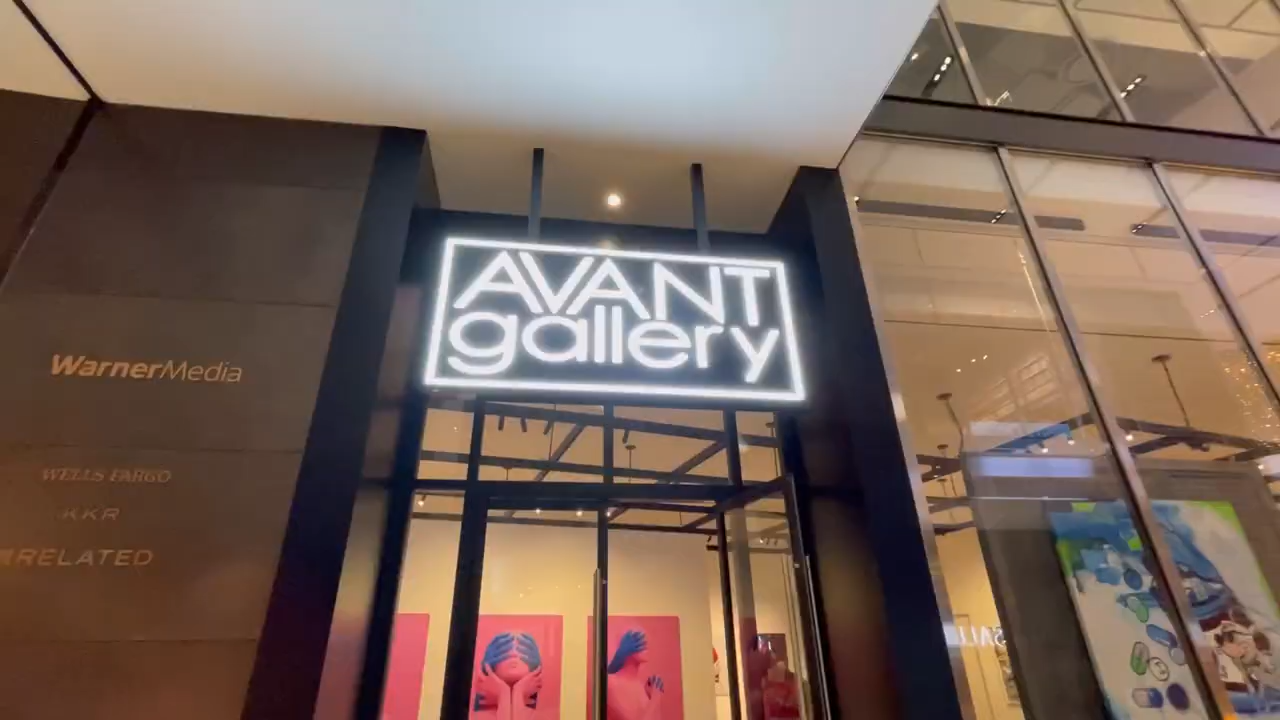 AVANT
gallery
WarnerMedia
WELLS FARGO
KKR
RELATED